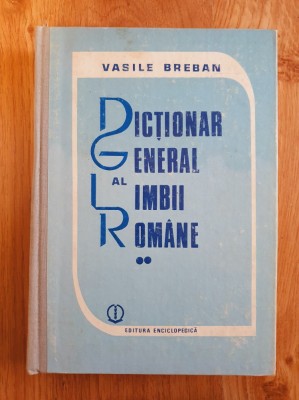 VASILE BREBAN
DICȚIONAR
GENERAL
AL
LIMBII
ROMÂNE
EDITURA ENCICLOPEDICĂ